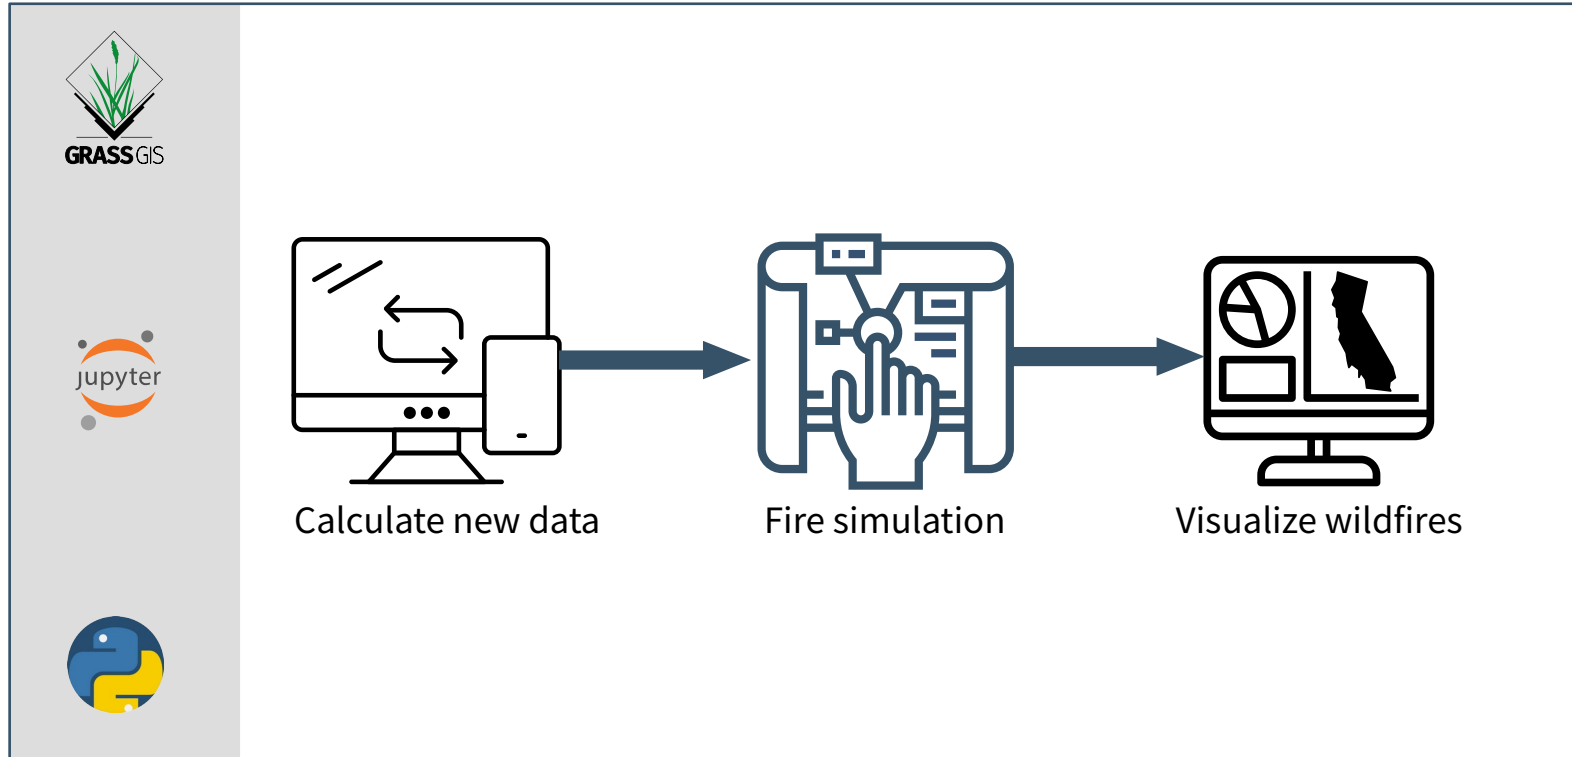 GRASS GIS
jupyter
Calculate new data
Fire simulation
Visualize wildfires